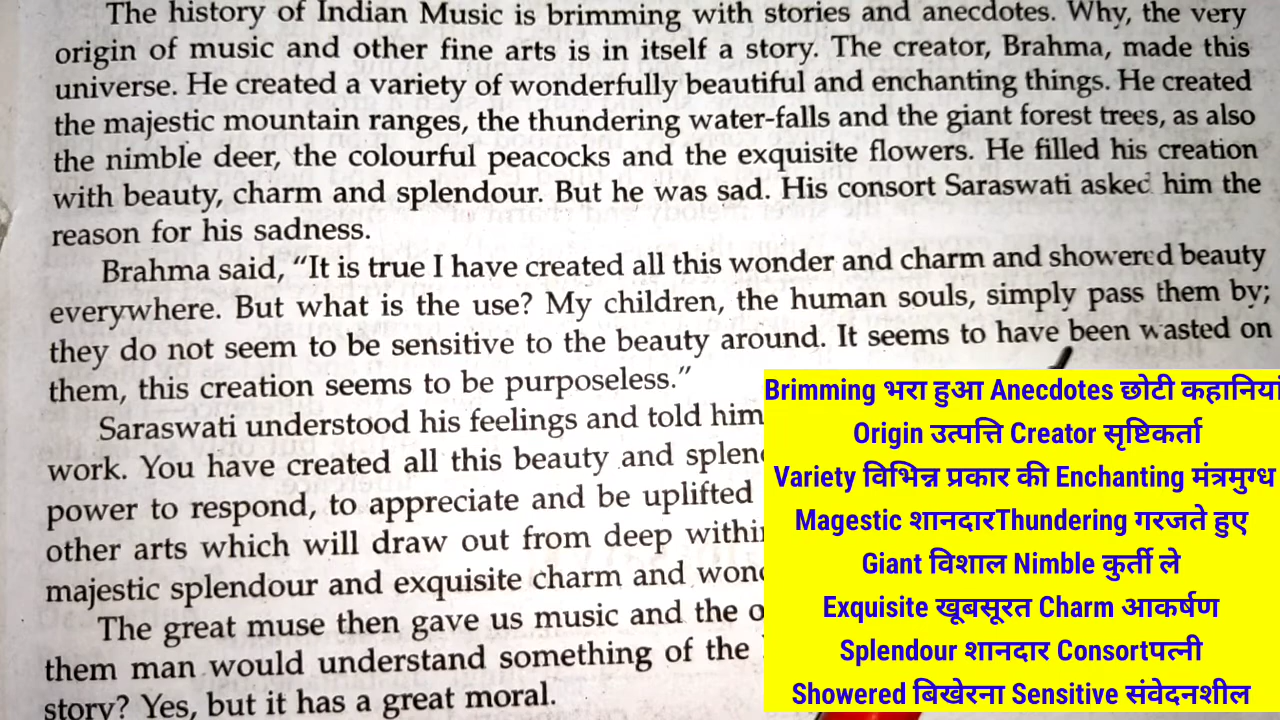 The history of Indian Music is brimming with stories and anecdotes. Why, the very
origin of music and other fine arts is in itself a story. The creator, Brahma, made this
universe. He created a variety of wonderfully beautiful and enchanting things. He created
the majestic mountain ranges, the thundering water-falls and the giant forest trees, as also
the nimble deer, the colourful peacocks and the exquisite flowers. He filled his creation
with beauty, charm and splendour. But he was sad. His consort Saraswati asked him the
reason for his sadness.
Brahma said, "It is true I have created all this wonder and charm and showered beauty
everywhere. But what is the use? My children, the human souls, simply pass them by;
they do not seem to be sensitive to the beauty around. It seems to have been wasted on
them, this creation seems to be purposeless."
Saraswati understood his feelings and told him
work. You have created all this beauty and
power to respond, to appreciate and be uplifted
other arts which will draw out from deep
majestic splendour and exquisite charm and
The great muse then gave us music and the
them man would understand something of the
story? Yes, but it has a great moral.
Brimming भरा हुआ Anecdotes छोटी कहानियां
Origin उत्पत्ति Creator सृष्टिकर्ता
Variety विभिन्न प्रकार की Enchanting मंत्रमुग्ध
Magestic शानदारThundering गरजते हुए
Giant विशाल Nimble कुर्ती ले
Exquisite खूबसूरत Charm आकर्षण
Splendour शानदार Consortपत्नी
Showered बिखेरना Sensitive संवेदनशील